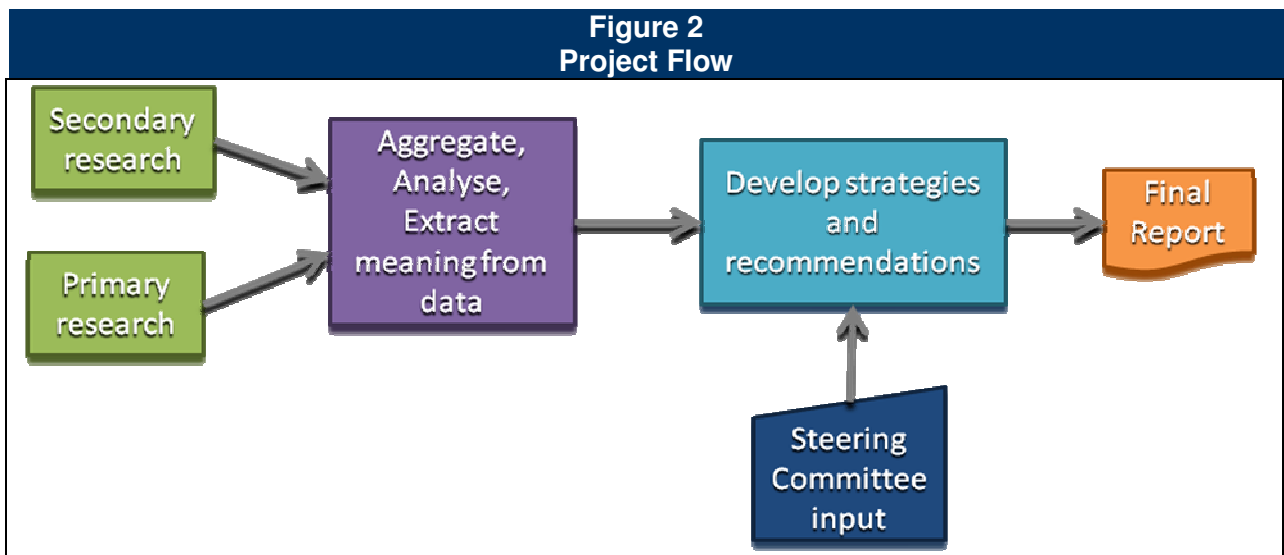 Figure 2
Project Flow
Secondary
research
Primary
research
Aggregate,
Analyse,
Extract
meaning from
data
Develop strategies
and
recommendations
Final
Report
Steering
Committee
input